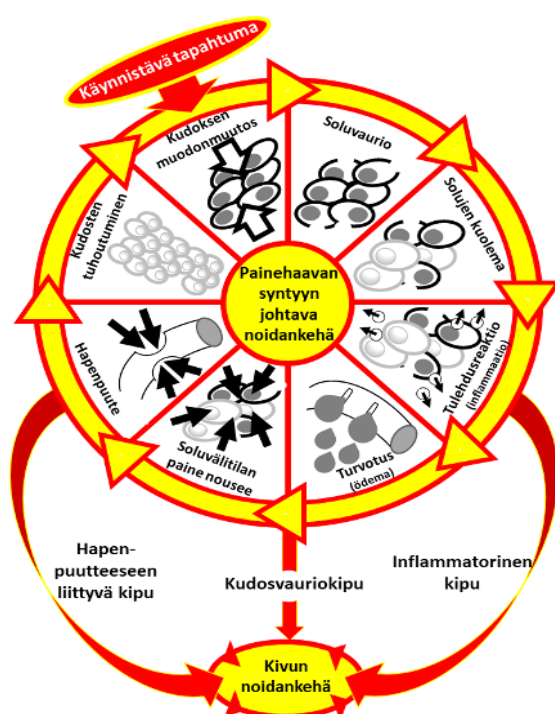 Käynnistävä tapahtuma
Kudoksen
muodonmuutos
Soluvaurio
Solujen kuolema
Tulehdusreaktio
(inflammaatio)
Turvotus
(ödema)
Soluvälitilan
paine nousee
Hapenpuute
Kudosten
tuhoutuminen
Painehaavan
syntyyn
johtava
noidankehä
Hapen-
puutteeseen
liittyvä kipu
Kudosvauriokipu
Inflammatorinen
kipu
Kivun
noidankehä